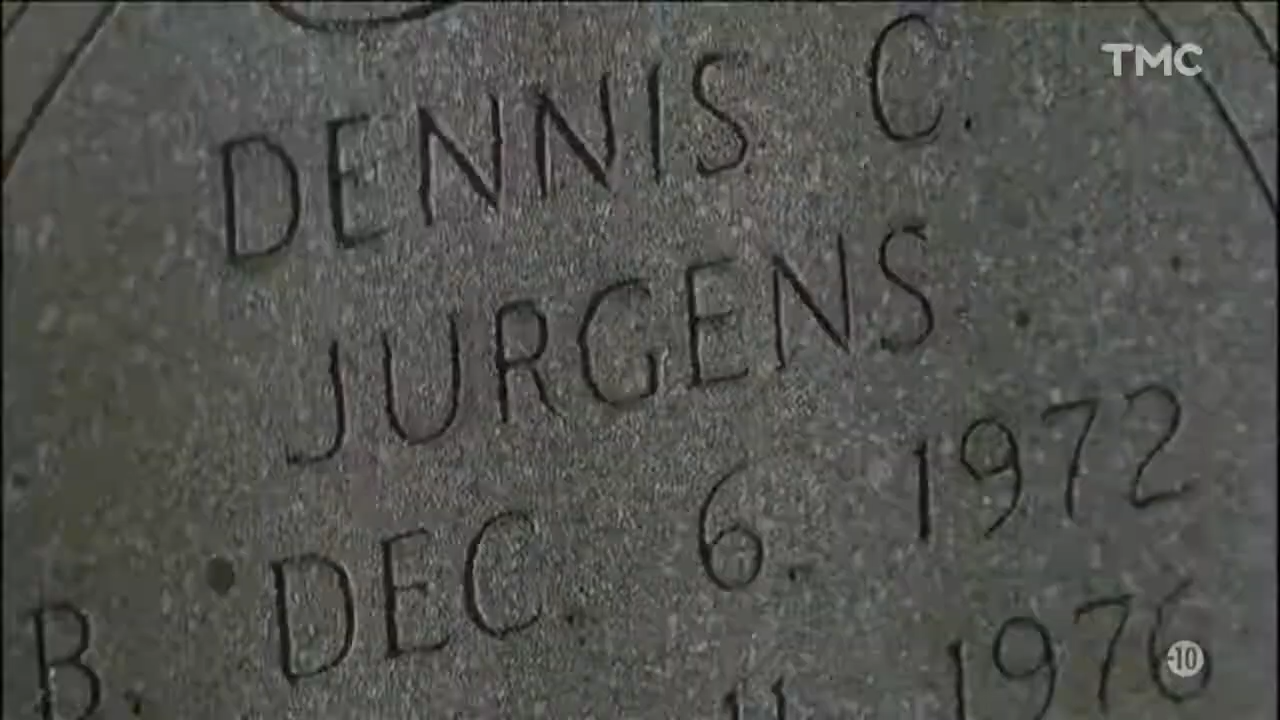 TMC
DENNIS C.
JURGENS
DEC. 6. 1972
B. 1976
-10